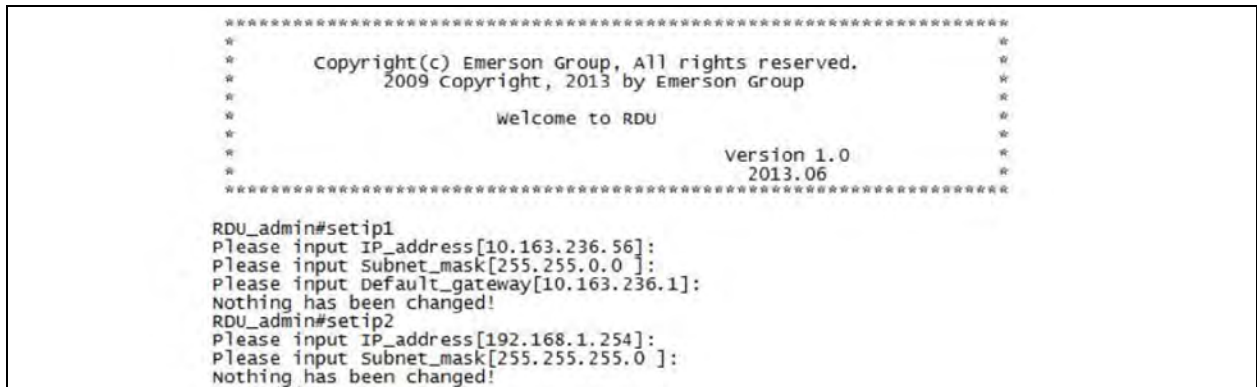 *********************************************************************
* *
* Copyright(c) Emerson Group, All rights reserved. *
* 2009 Copyright, 2013 by Emerson Group *
* *
* Welcome to RDU *
* *
* Version 1.0 *
* 2013.06 *
*********************************************************************
RDU_admin#setip1
Please input IP_address[10.163.236.56]:
Please input Subnet_mask[255.255.0.0 ]:
Please input Default_gateway[10.163.236.1]:
Nothing has been changed!
RDU_admin#setip2
Please input IP_address[192.168.1.254]:
Please input Subnet_mask[255.255.255.0 ]:
Nothing has been changed!